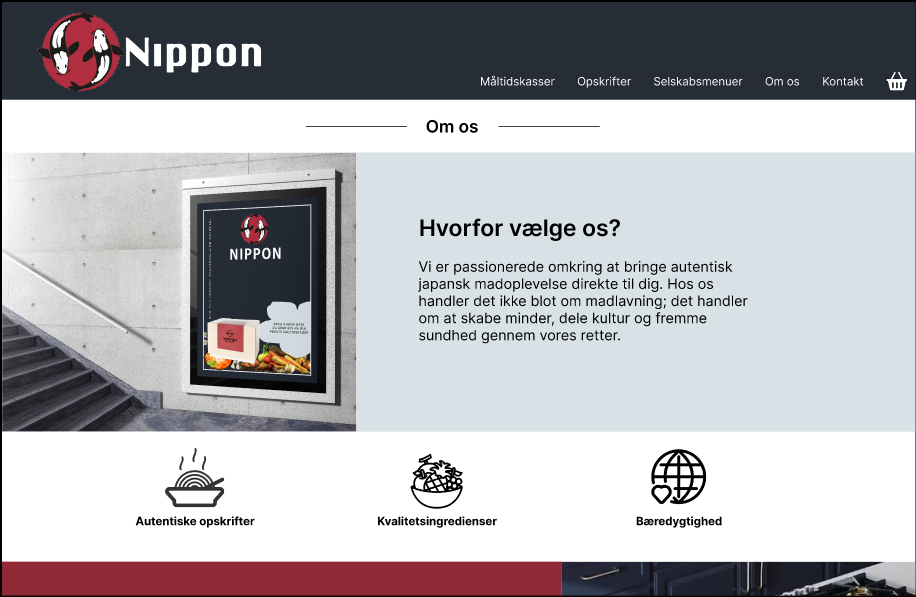 Nippon
Måltidskasser Opskrifter Selskabsmenuer Om os Kontakt
Om os
NIPPON
Hvorfor vælge os?
Vi er passionerede omkring at bringe autentisk
japansk madoplevelse direkte til dig. Hos os
handler det ikke blot om madlavning; det handler
om at skabe minder, dele kultur og fremme
sundhed gennem vores retter.
Autentiske opskrifter
Kvalitetsingredienser
Bæredygtighed